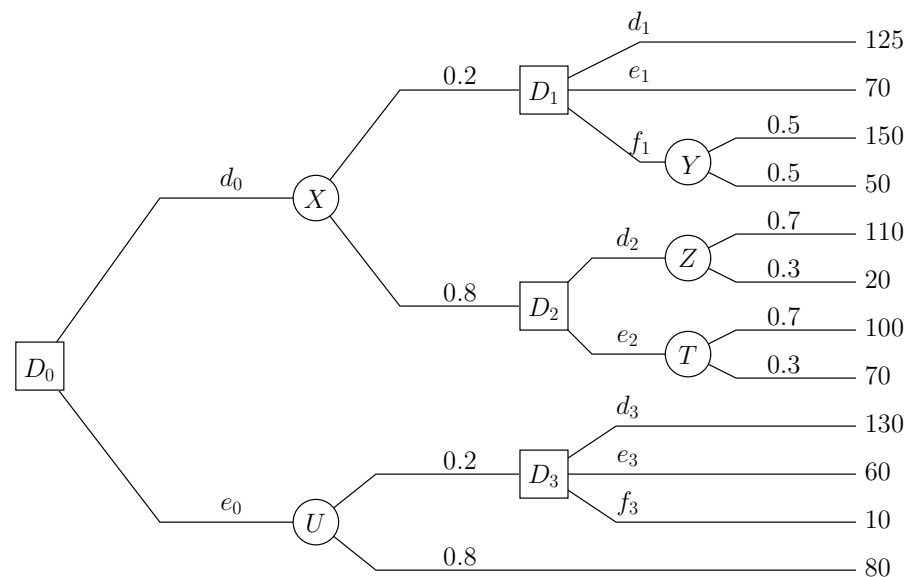 d₁ 125
0.2 D₁ e₁ 70
f₁ Y 0.5 150
0.5 50
d₀ X
d₂ Z 0.7 110
0.3 20
0.8 D₂
e₂ T 0.7 100
0.3 70
D₀
d₃ 130
0.2 D₃ e₃ 60
f₃ 10
e₀ U
0.8 80